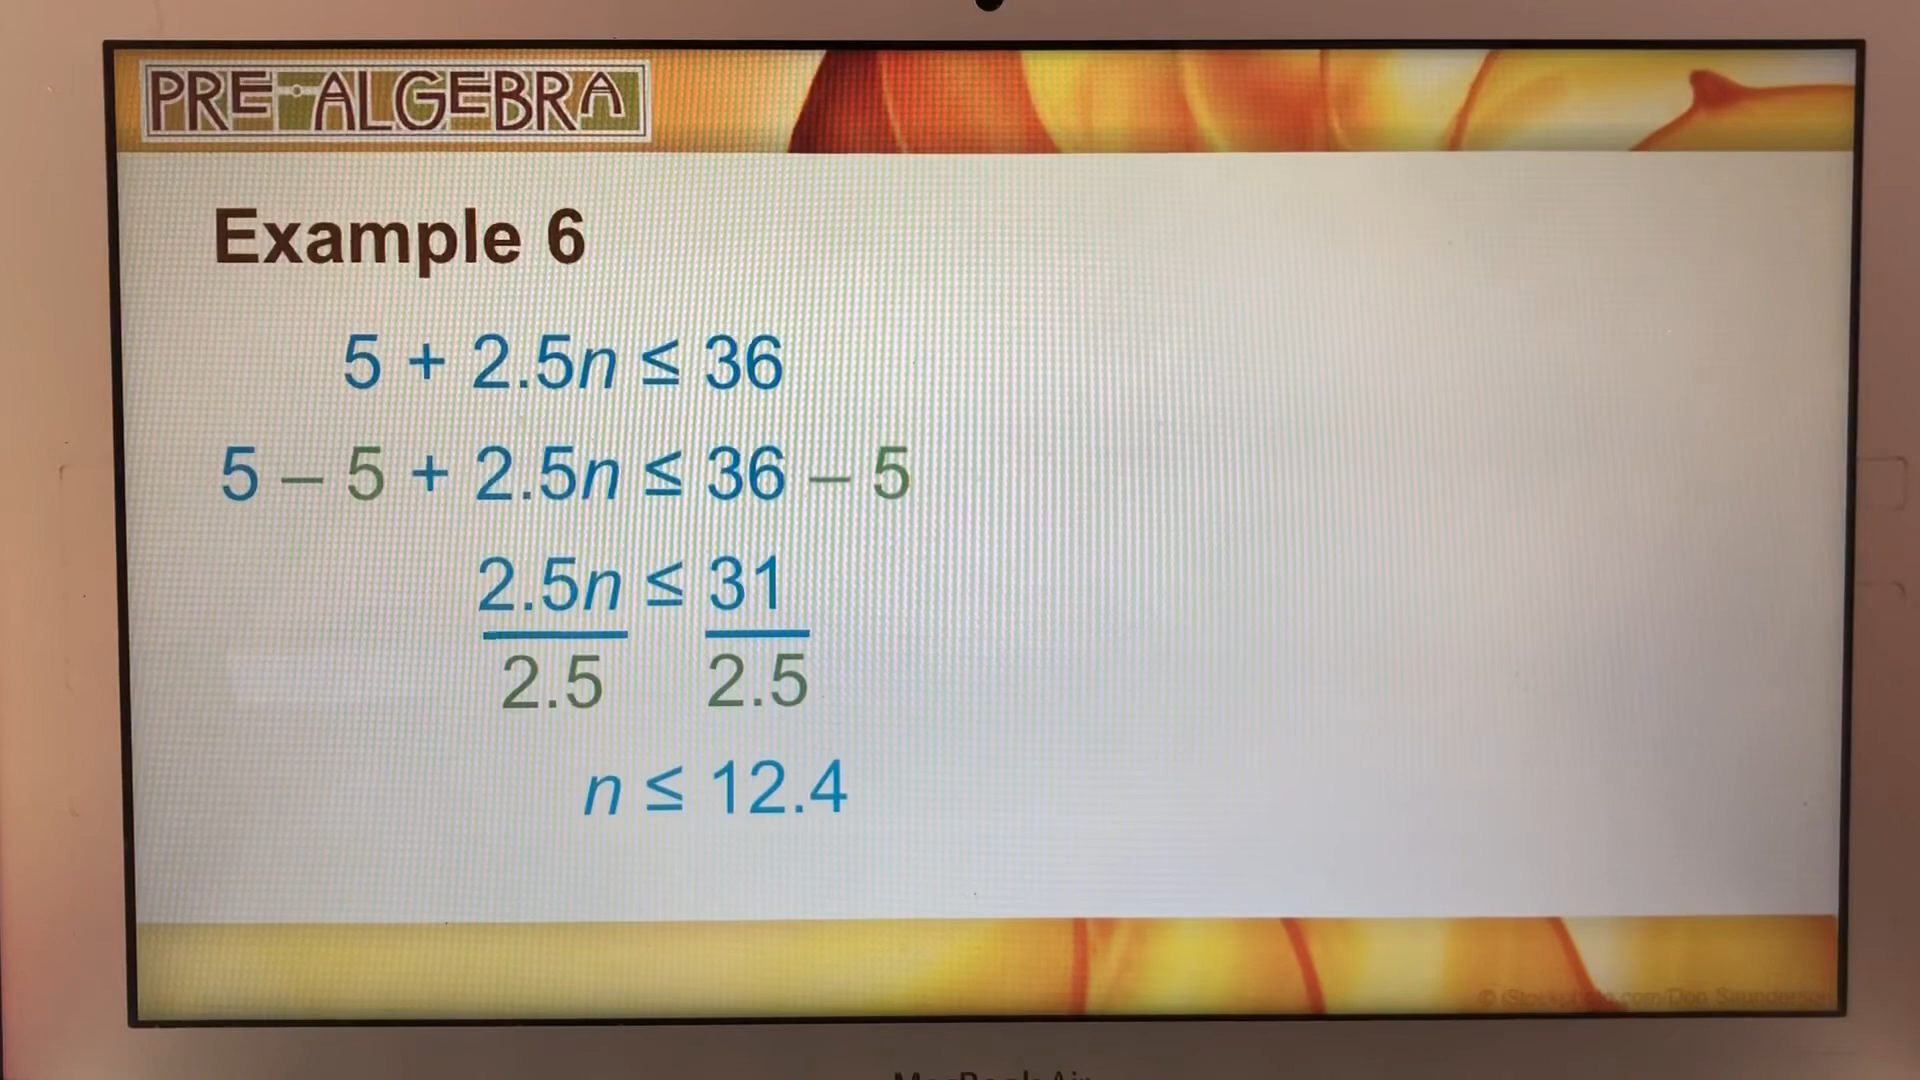 PRE-ALGEBRA
Example 6
5 + 2.5n ≤ 36
5 – 5 + 2.5n ≤ 36 – 5
2.5n ≤ 31
2.5 2.5
n ≤ 12.4